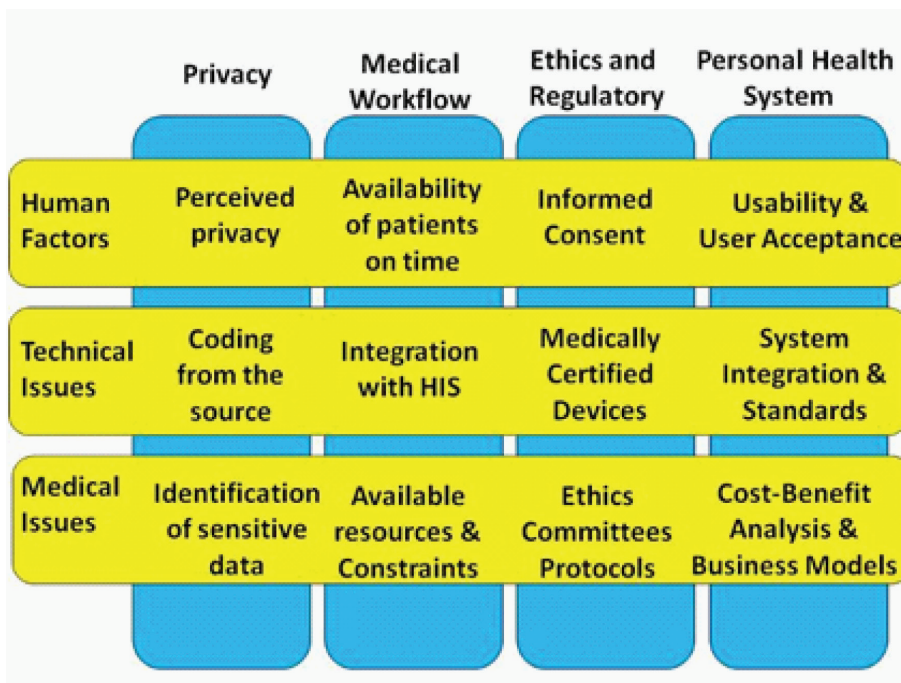 Privacy
Medical
Workflow
Ethics and
Regulatory
Personal Health
System
Human
Factors
Perceived
privacy
Availability
of patients
on time
Informed
Consent
Usability &
User Acceptance
Technical
Issues
Coding
from the
source
Integration
with HIS
Medically
Certified
Devices
System
Integration &
Standards
Medical
Issues
Identification
of sensitive
data
Available
resources &
Constraints
Ethics
Committees
Protocols
Cost-Benefit
Analysis &
Business Models